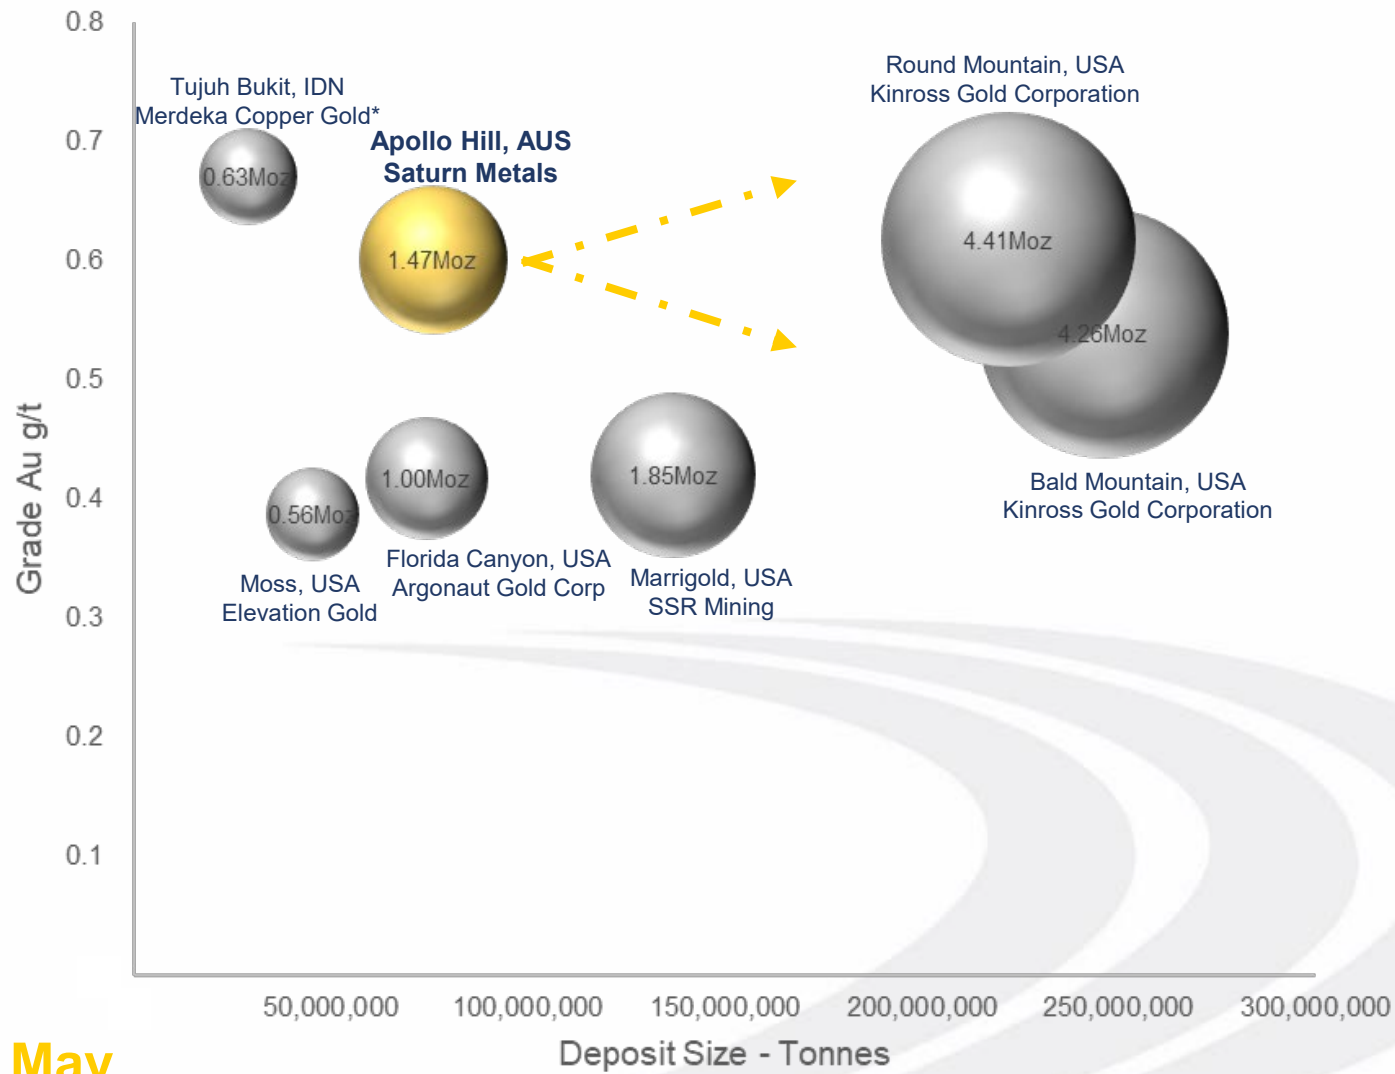 0.8
Round Mountain, USA
Kinross Gold Corporation
Tujuh Bukit, IDN
Merdeka Copper Gold*
0.7
Apollo Hill, AUS
Saturn Metals
0.63Moz
4.41Moz
0.6
1.47Moz
4.26Moz
0.5
Grade Au g/t
1.00Moz
1.85Moz
Bald Mountain, USA
Kinross Gold Corporation
0.4
0.56Moz
Florida Canyon, USA
Argonaut Gold Corp
Moss, USA
Elevation Gold
Marrigold, USA
SSR Mining
0.3
0.2
0.1
50,000,000
100,000,000
150,000,000
200,000,000
250,000,000
300,000,000
Deposit Size - Tonnes
May